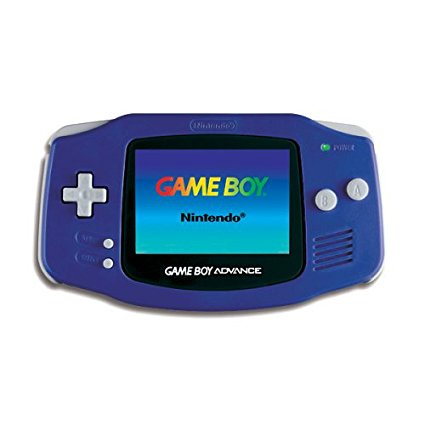 Nintendo
POWER
GAME BOY
Nintendo®
B
A
GAME BOY ADVANCE